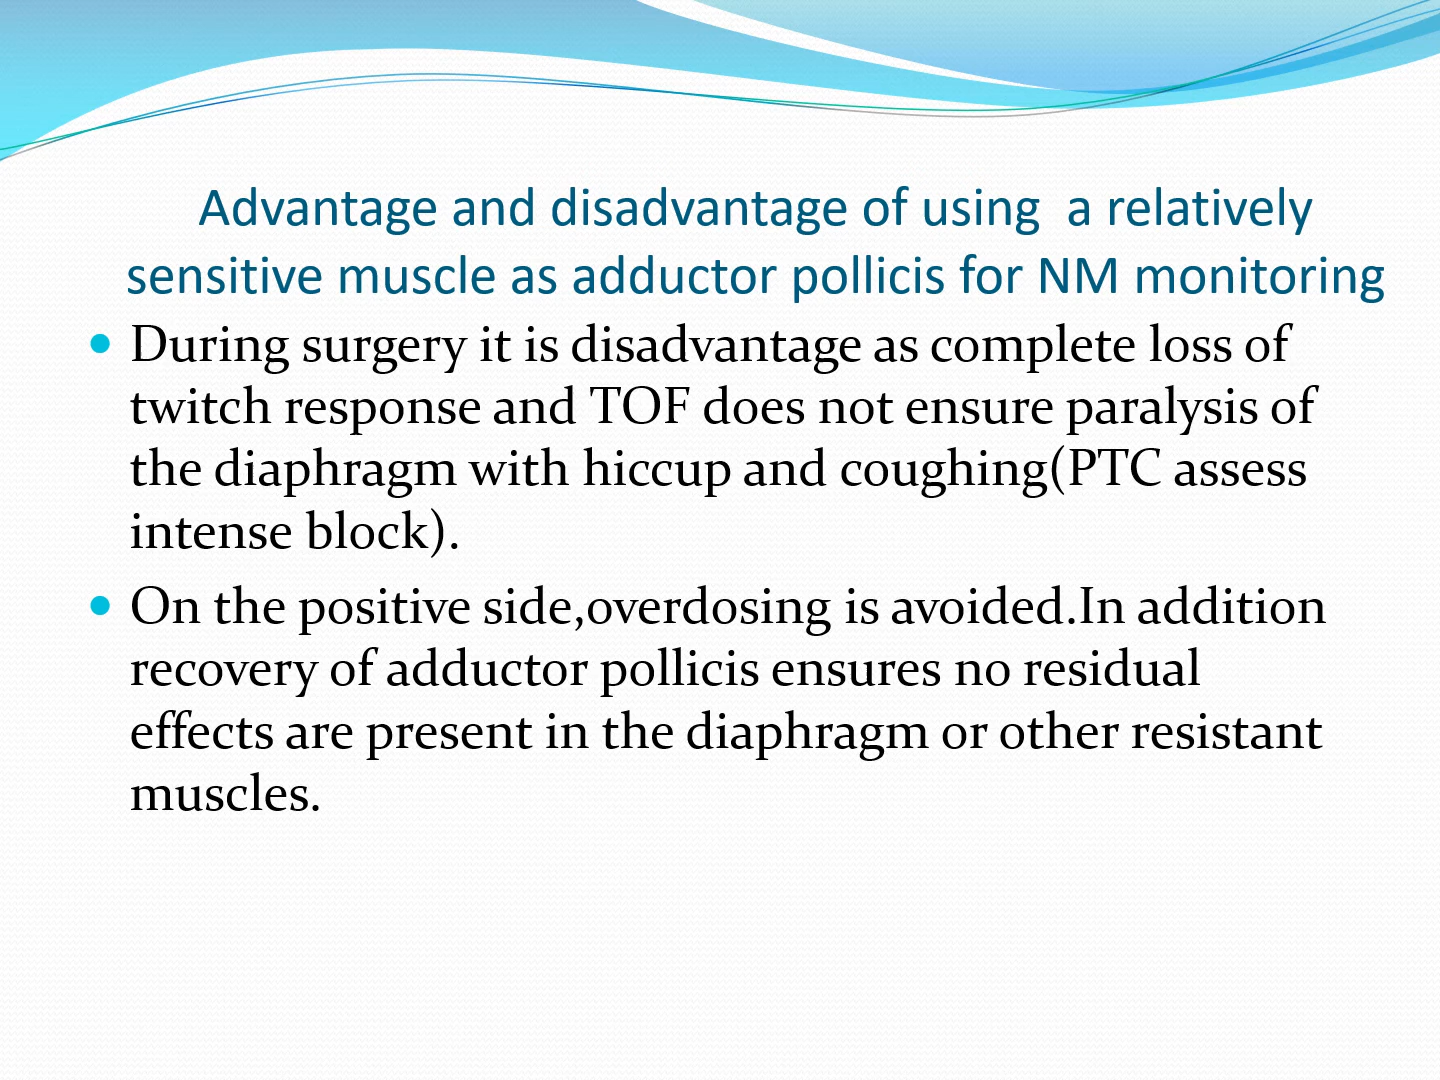 Advantage and disadvantage of using  a relatively
sensitive muscle as adductor pollicis for NM monitoring
• During surgery it is disadvantage as complete loss of
twitch response and TOF does not ensure paralysis of
the diaphragm with hiccup and coughing(PTC assess
intense block).
• On the positive side,overdosing is avoided.In addition
recovery of adductor pollicis ensures no residual
effects are present in the diaphragm or other resistant
muscles.